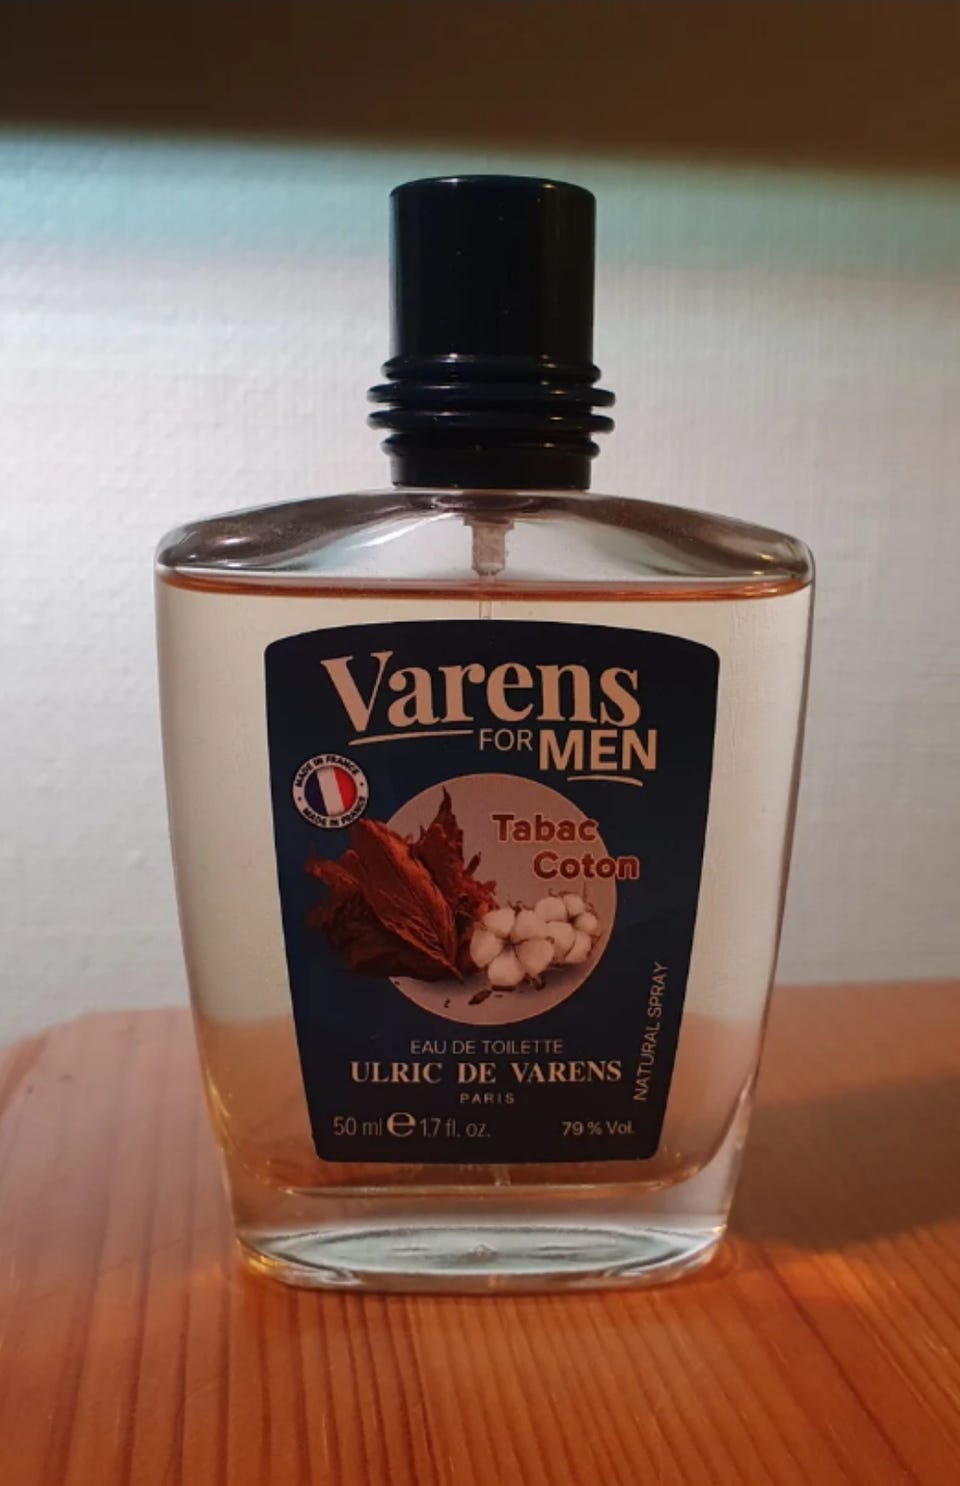 Varens
FOR MEN
MADE IN FRANCE
MADE IN FRANCE
Tabac
Coton
NATURAL SPRAY
EAU DE TOILETTE
ULRIC DE VARENS
PARIS
50 ml e 1.7 fl. oz. 79 % Vol.